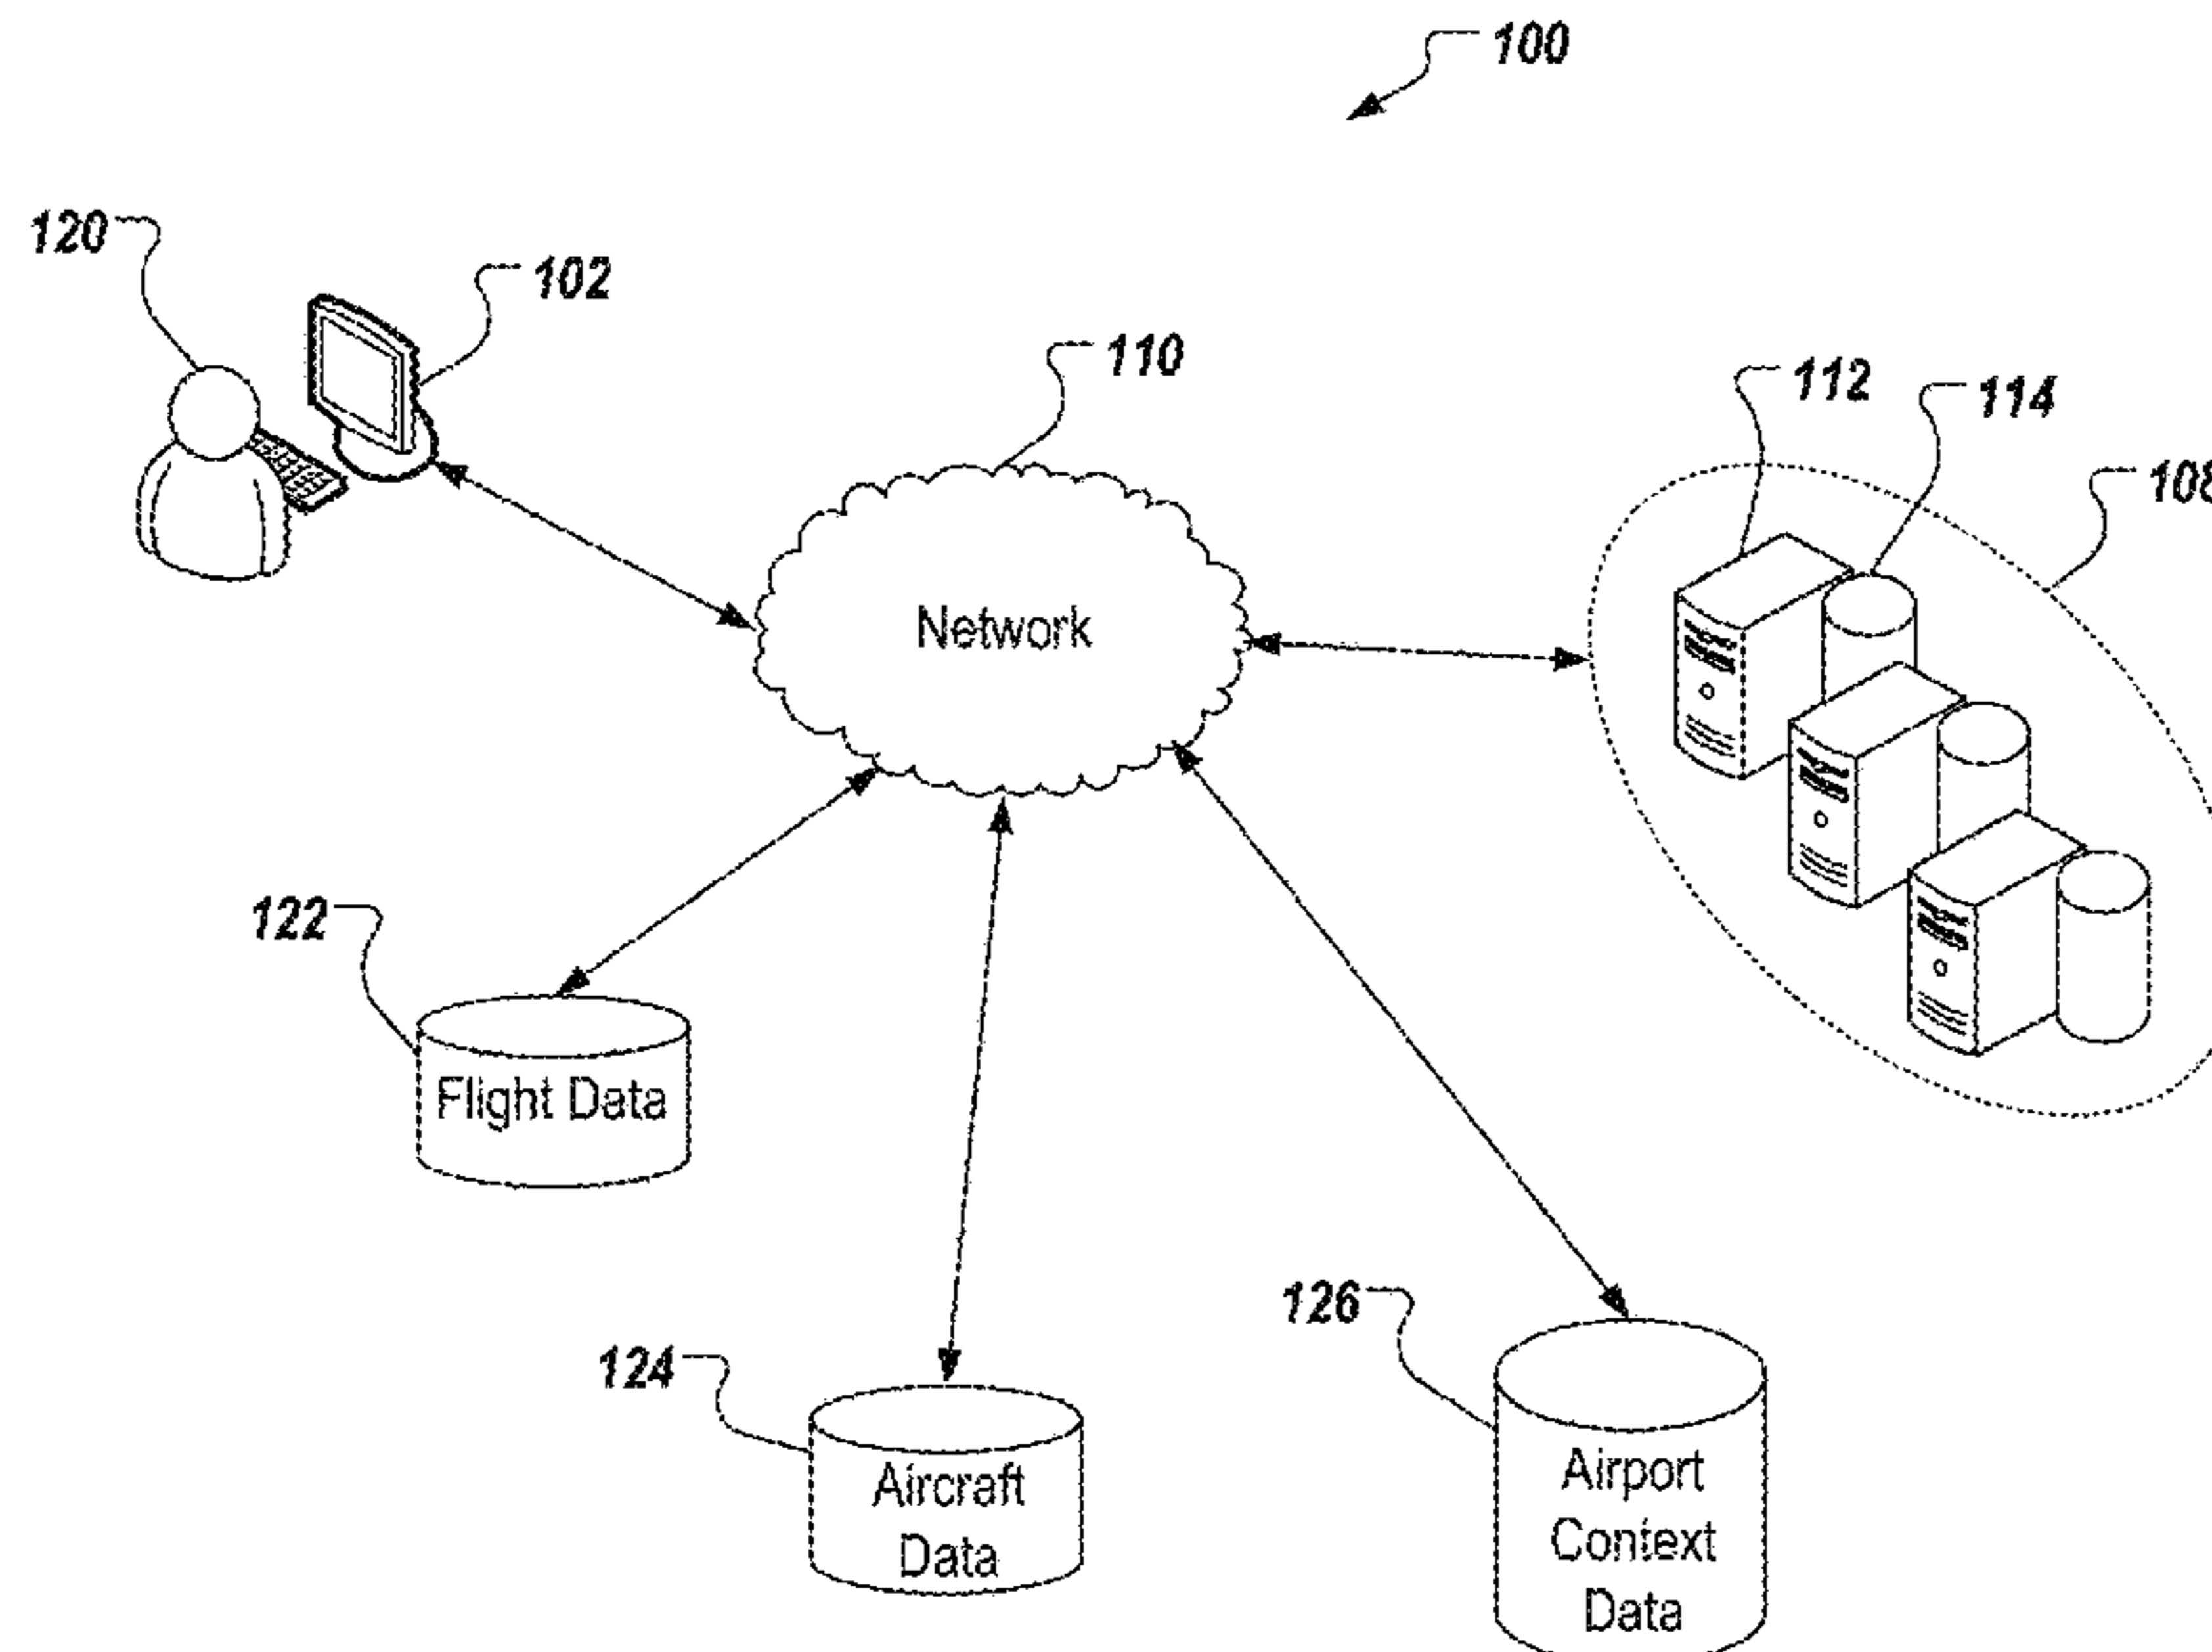 100
120
102
110
112
114
108
Network
122
Flight Data
126
124
Aircraft
Data
Airport
Context
Data